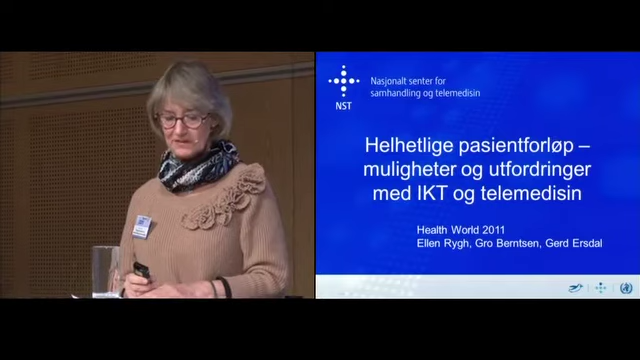 NST
Nasjonalt senter for
samhandling og telemedisin
Helhetlige pasientforløp –
muligheter og utfordringer
med IKT og telemedisin
Health World 2011
Ellen Rygh, Gro Berntsen, Gerd Ersdal